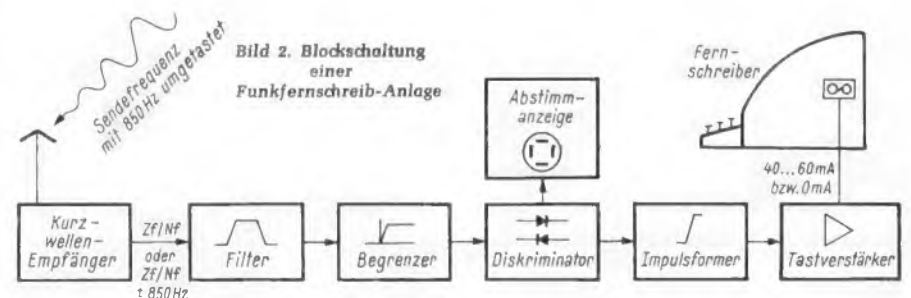 Sendefrequenz
mit 850 Hz umgetastet
Bild 2. Blockschaltung
einer
Funkfernschreib-Anlage
Abstimm-
anzeige
Fern-
schreiber
40...60mA
bzw. 0mA
Kurz-
wellen-
Empfänger
Zf/Nf
oder
Zf/Nf
± 850 Hz
Filter
Begrenzer
Diskriminator
Impulsformer
Tastverstärker